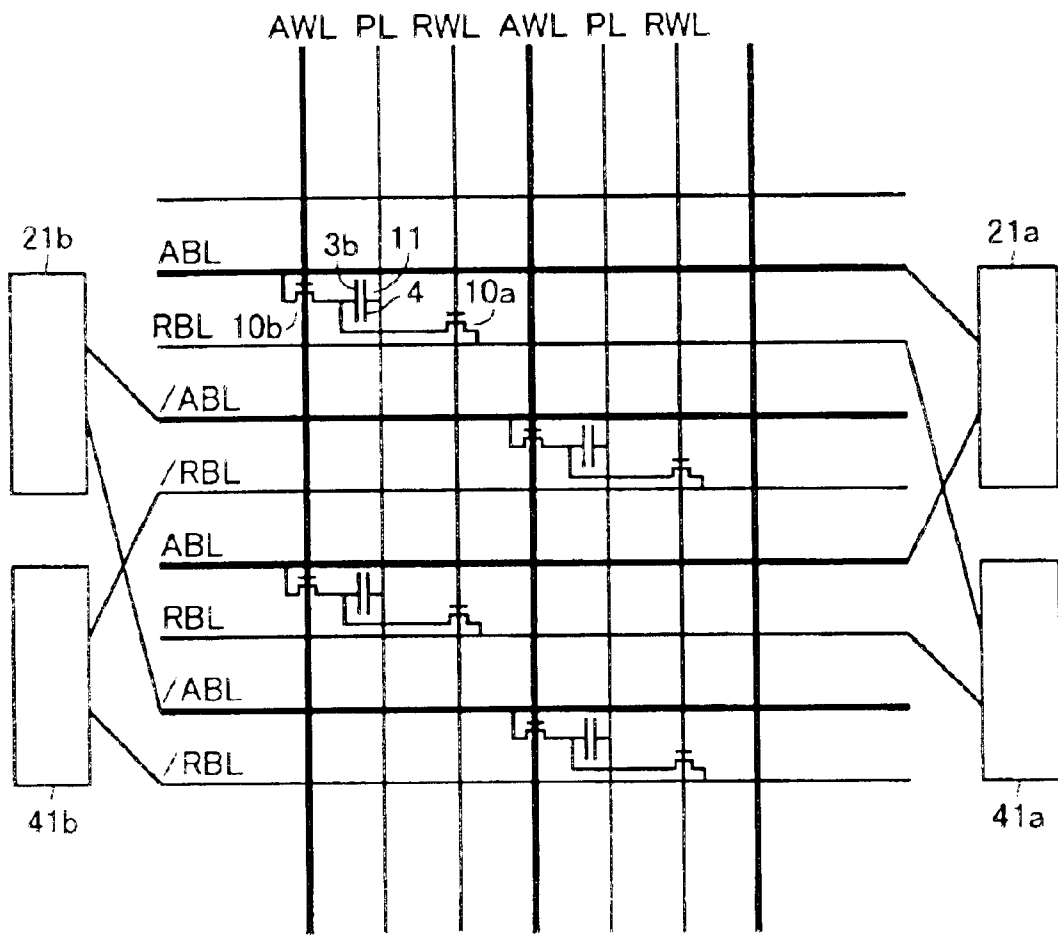 AWL PL RWL AWL PL RWL
21b
ABL
3b
11
21a
4
10a
10b
RBL
/ABL
/RBL
ABL
RBL
/ABL
/RBL
41b
41a